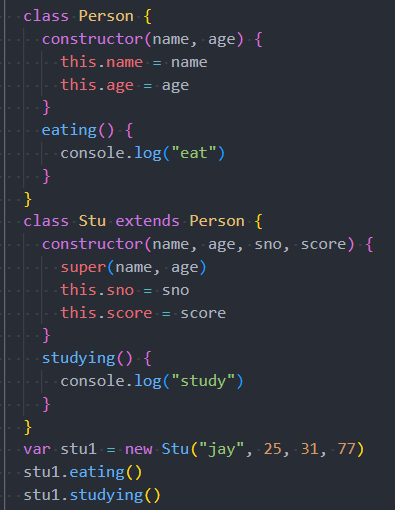 class Person {
  constructor(name, age) {
    this.name = name
    this.age = age
  }
  eating() {
    console.log("eat")
  }
}
class Stu extends Person {
  constructor(name, age, sno, score) {
    super(name, age)
    this.sno = sno
    this.score = score
  }
  studying() {
    console.log("study")
  }
}
var stu1 = new Stu("jay", 25, 31, 77)
stu1.eating()
stu1.studying()